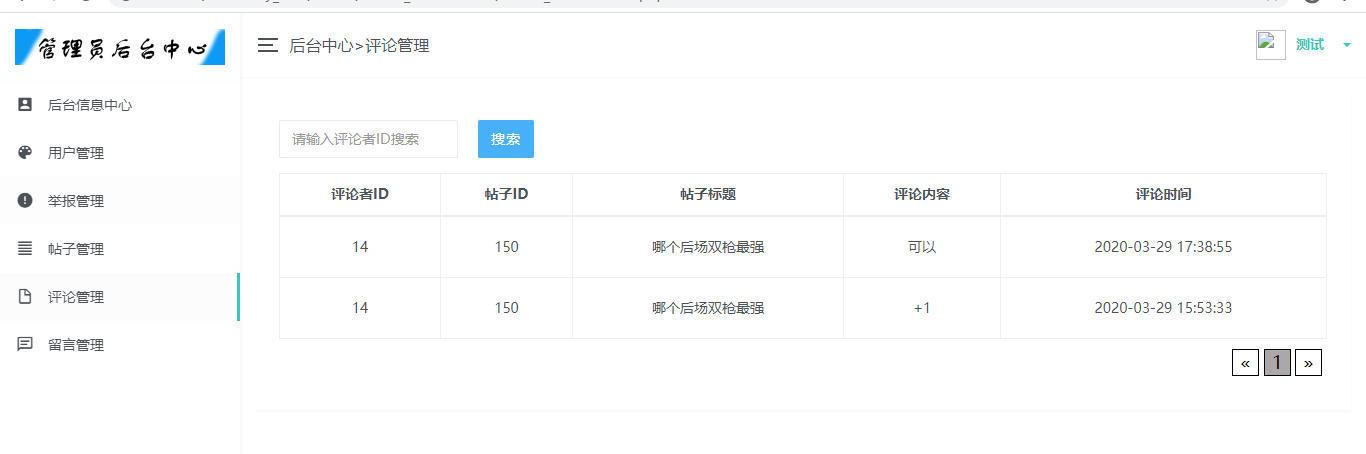 管理员后台中心
后台中心>评论管理
测试
后台信息中心
用户管理
举报管理
帖子管理
评论管理
留言管理
请输入评论者ID搜索 搜索
评论者ID 帖子ID 帖子标题 评论内容 评论时间
14 150 哪个后场双枪最强 可以 2020-03-29 17:38:55
14 150 哪个后场双枪最强 +1 2020-03-29 15:53:33
« 1 »